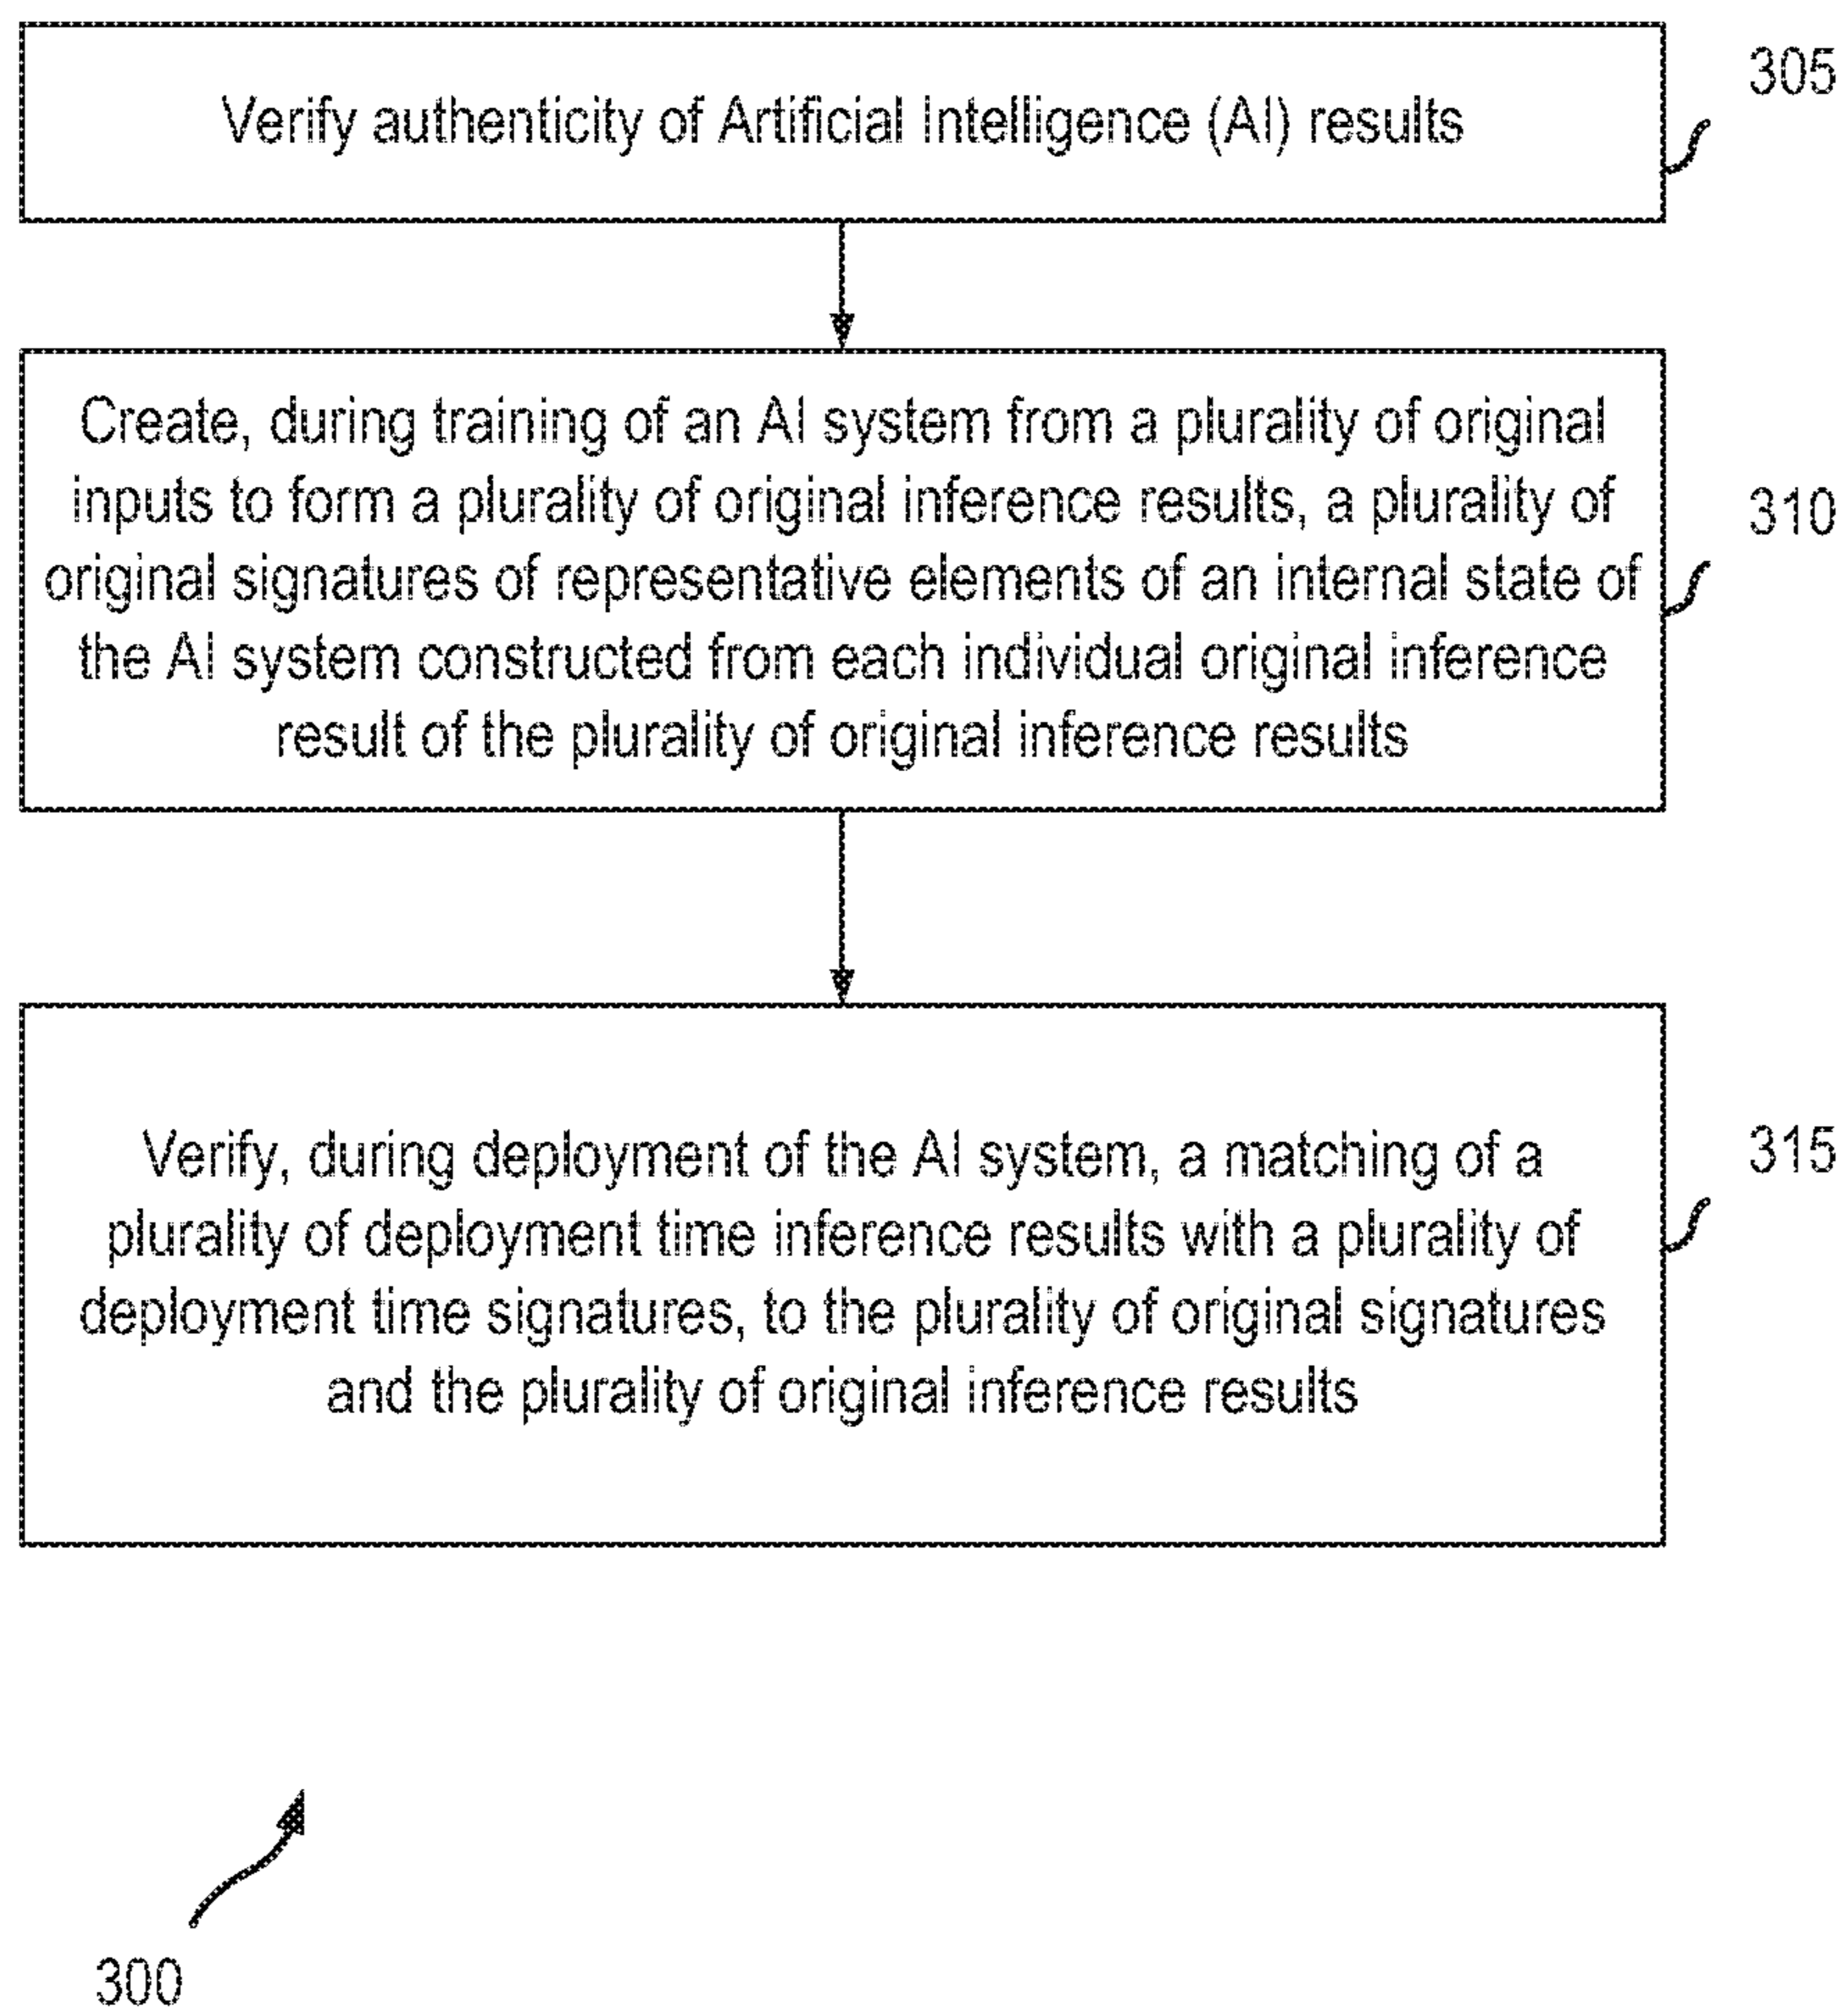 Verify authenticity of Artificial Intelligence (AI) results
305
Create, during training of an AI system from a plurality of original
inputs to form a plurality of original inference results, a plurality of
original signatures of representative elements of an internal state of
the AI system constructed from each individual original inference
result of the plurality of original inference results
310
Verify, during deployment of the AI system, a matching of a
plurality of deployment time inference results with a plurality of
deployment time signatures, to the plurality of original signatures
and the plurality of original inference results
315
300